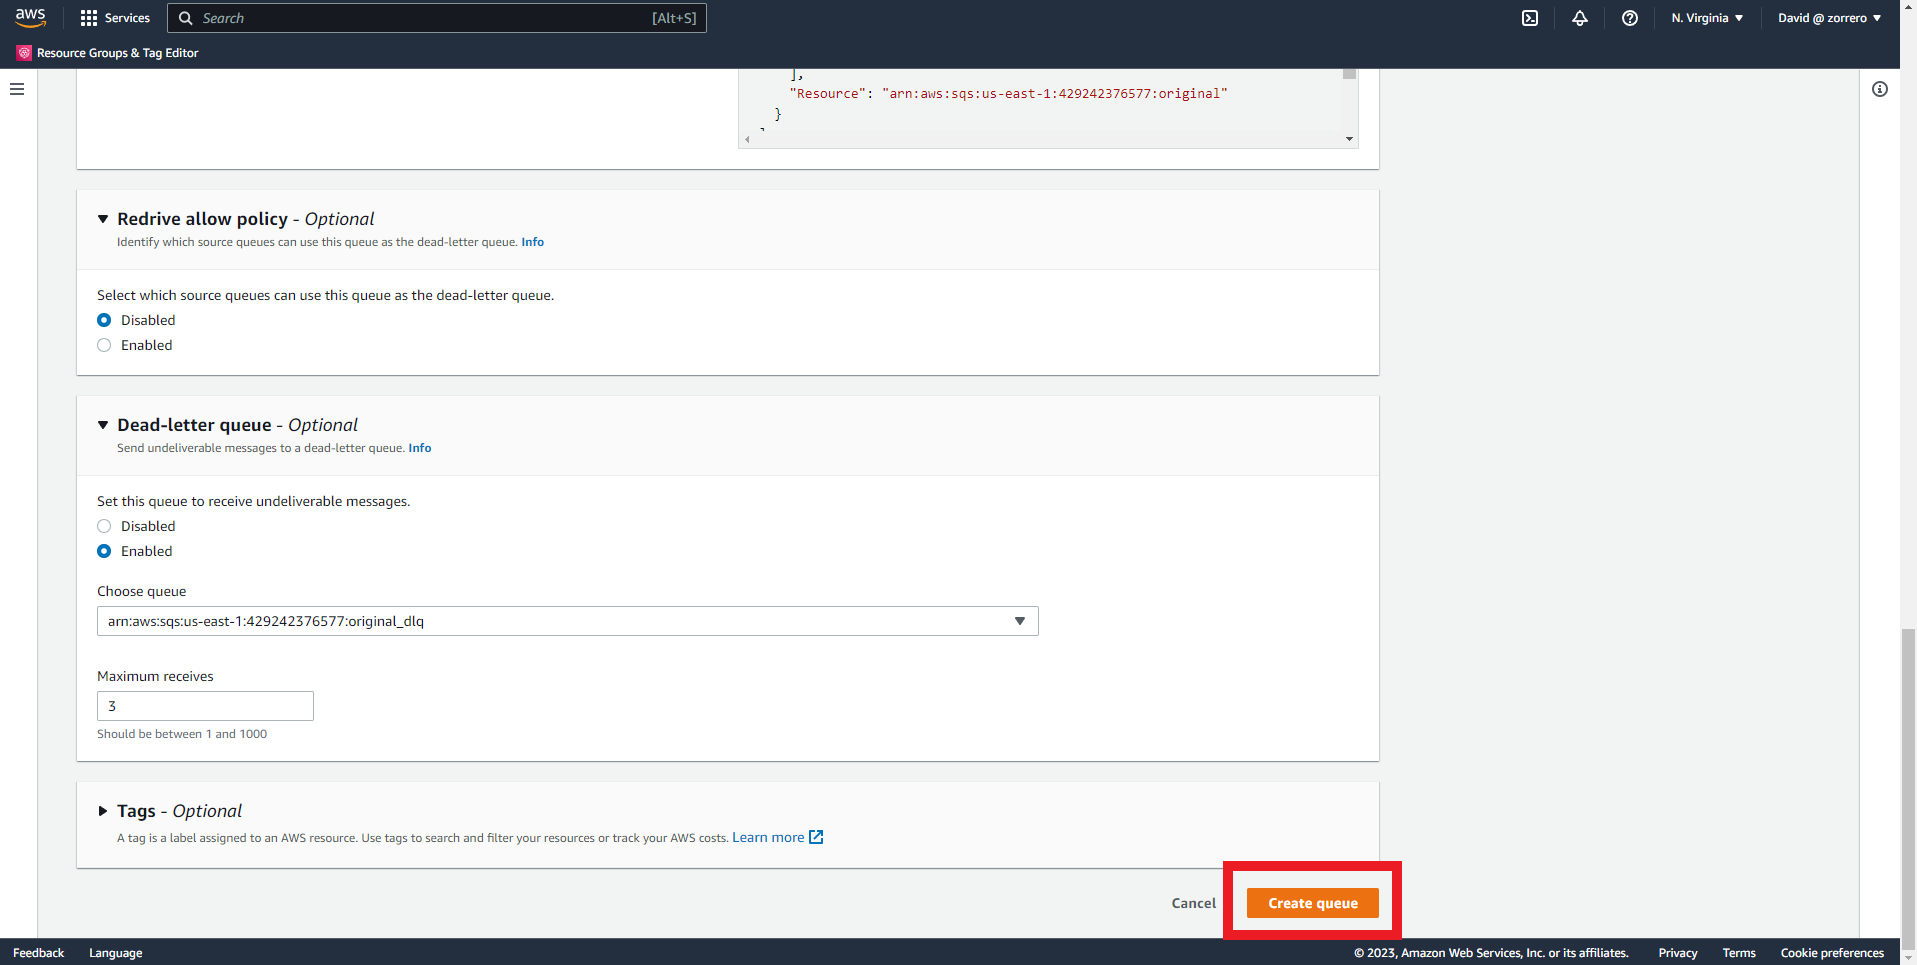 aws
Services
Search
[Alt+S]
N. Virginia
David @ zorrero
Resource Groups & Tag Editor
],
"Resource": "arn:aws:sqs:us-east-1:429242376577:original"
}
Redrive allow policy - Optional
Identify which source queues can use this queue as the dead-letter queue. Info
Select which source queues can use this queue as the dead-letter queue.
Disabled
Enabled
Dead-letter queue - Optional
Send undeliverable messages to a dead-letter queue. Info
Set this queue to receive undeliverable messages.
Disabled
Enabled
Choose queue
arn:aws:sqs:us-east-1:429242376577:original_dlq
Maximum receives
3
Should be between 1 and 1000
Tags - Optional
A tag is a label assigned to an AWS resource. Use tags to search and filter your resources or track your AWS costs. Learn more
Cancel
Create queue
Feedback
Language
© 2023, Amazon Web Services, Inc. or its affiliates.
Privacy
Terms
Cookie preferences